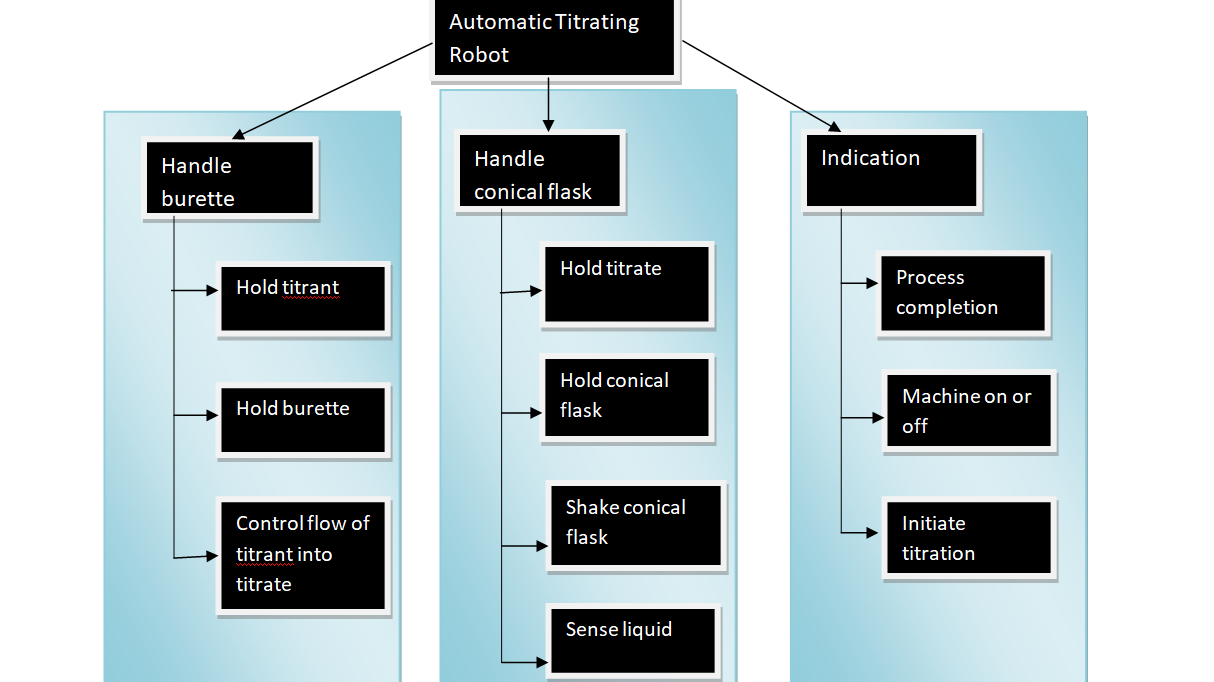 Automatic Titrating
Robot
Handle
burette
Hold titrant
Hold burette
Control flow of
titrant into
titrate
Handle
conical flask
Hold titrate
Hold conical
flask
Shake conical
flask
Sense liquid
Indication
Process
completion
Machine on or
off
Initiate
titration